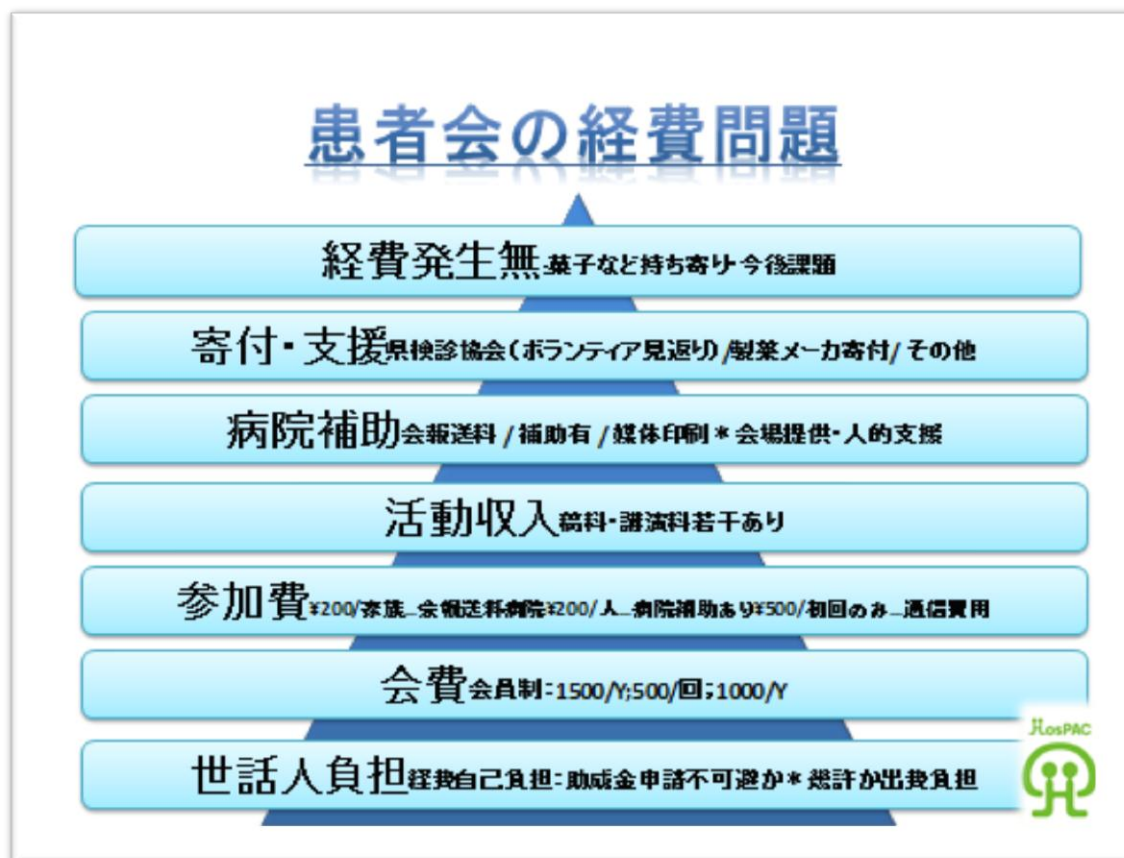 患者会の経費問題
経費発生無:菓子など持ち寄り・今後課題
寄付・支援県検診協会(ボランティア見返り)/製薬メーカ寄付/その他
病院補助会報送料/補助有/媒体印刷*会場提供・人的支援
活動収入稿料・講演料若干あり
参加費¥200/家族_会報送料病院¥200/人_病院補助あり¥500/初回のみ_通信費用
会費会員制:1500/Y;500/回;1000/Y
世話人負担経費自己負担:助成金申請不可避か*幾許か出費負担
HosPAC